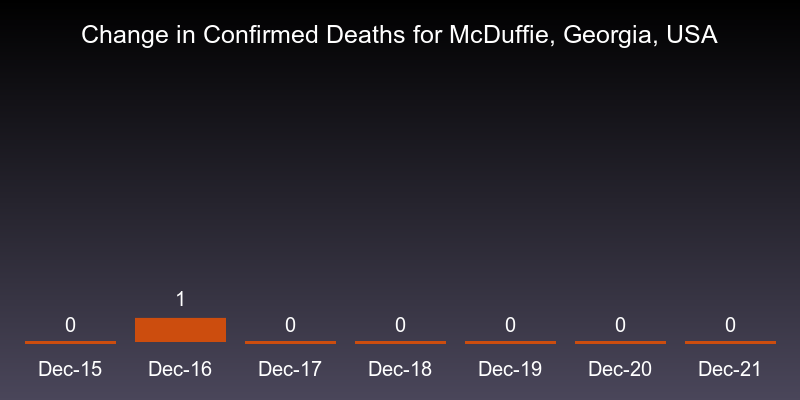 Change in Confirmed Deaths for McDuffie, Georgia, USA
0 1 0 0 0 0 0
Dec-15 Dec-16 Dec-17 Dec-18 Dec-19 Dec-20 Dec-21